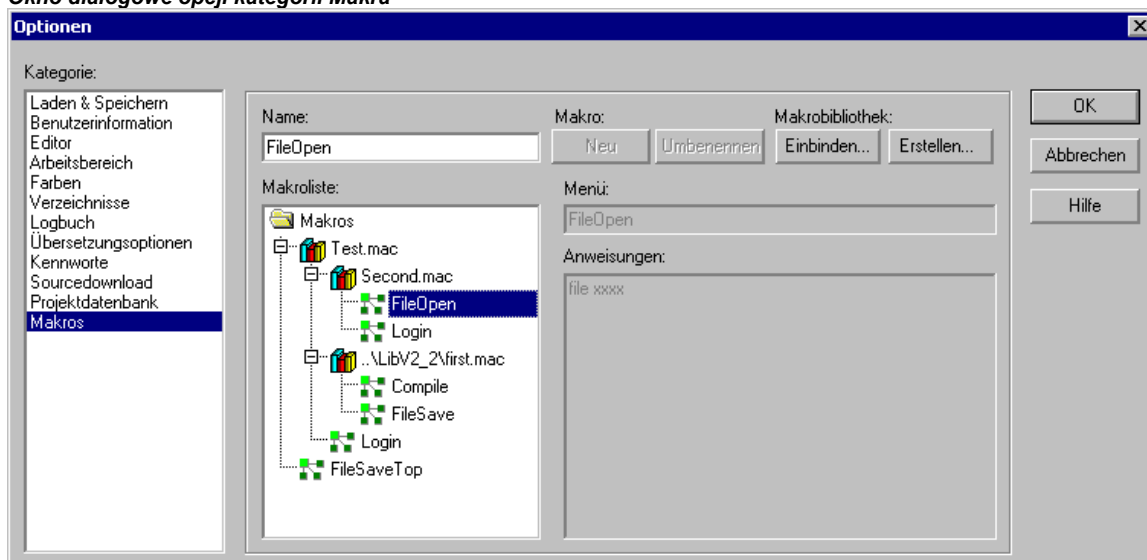 Okno dialogowe opcji kategorii Makra
Optionen
Kategorie:
Laden & Speichern
Benutzerinformation
Editor
Arbeitsbereich
Farben
Verzeichnisse
Logbuch
Übersetzungsoptionen
Kennworte
Sourcedownload
Projektdatenbank
Makros
Name:
FileOpen
Makroliste:
Makros
Test.mac
Second.mac
FileOpen
Login
..\LibV2_2\first.mac
Compile
FileSave
Login
FileSaveTop
Makro:
Neu
Umbenennen
Makrobibliothek:
Einbinden...
Erstellen...
Menü:
FileOpen
Anweisungen:
file xxxx
OK
Abbrechen
Hilfe